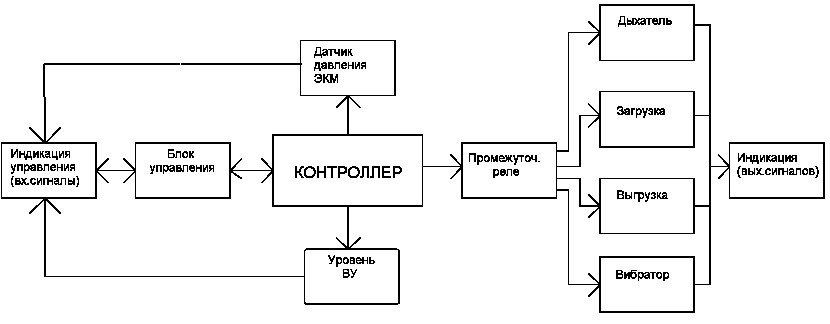 Датчик
давления
ЭКМ
Индикация
управления
(вх.сигналы)
Блок
управления
КОНТРОЛЛЕР
Уровень
ВУ
Промежуточ.
реле
Дыхатель
Загрузка
Выгрузка
Вибратор
Индикация
(вых.сигналов)